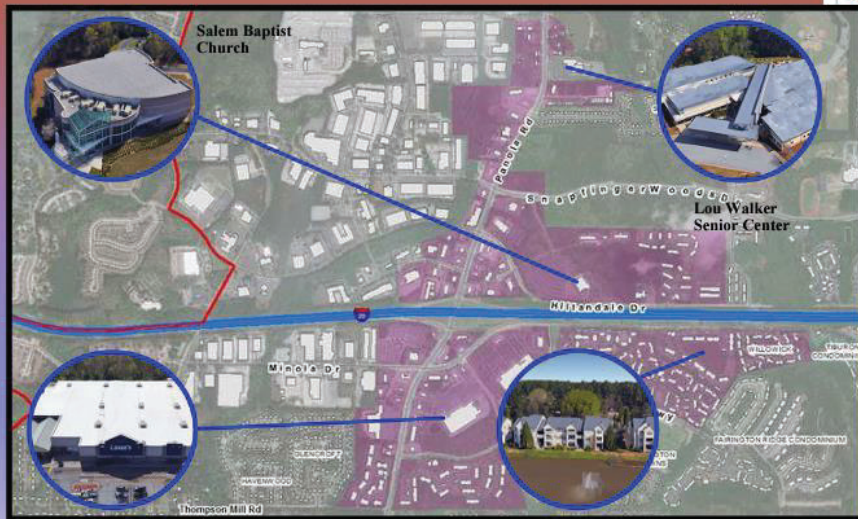 Salem Baptist
Church
Panola Rd
Snapfinger Woods Dr
Lou Walker
Senior Center
Hillandale Dr
20
Minola Dr
WILLOWICK
FAIRINGTON RIDGE CONDOMINIUM
GLENCROFT
HAVENWOOD
Thompson Mill Rd